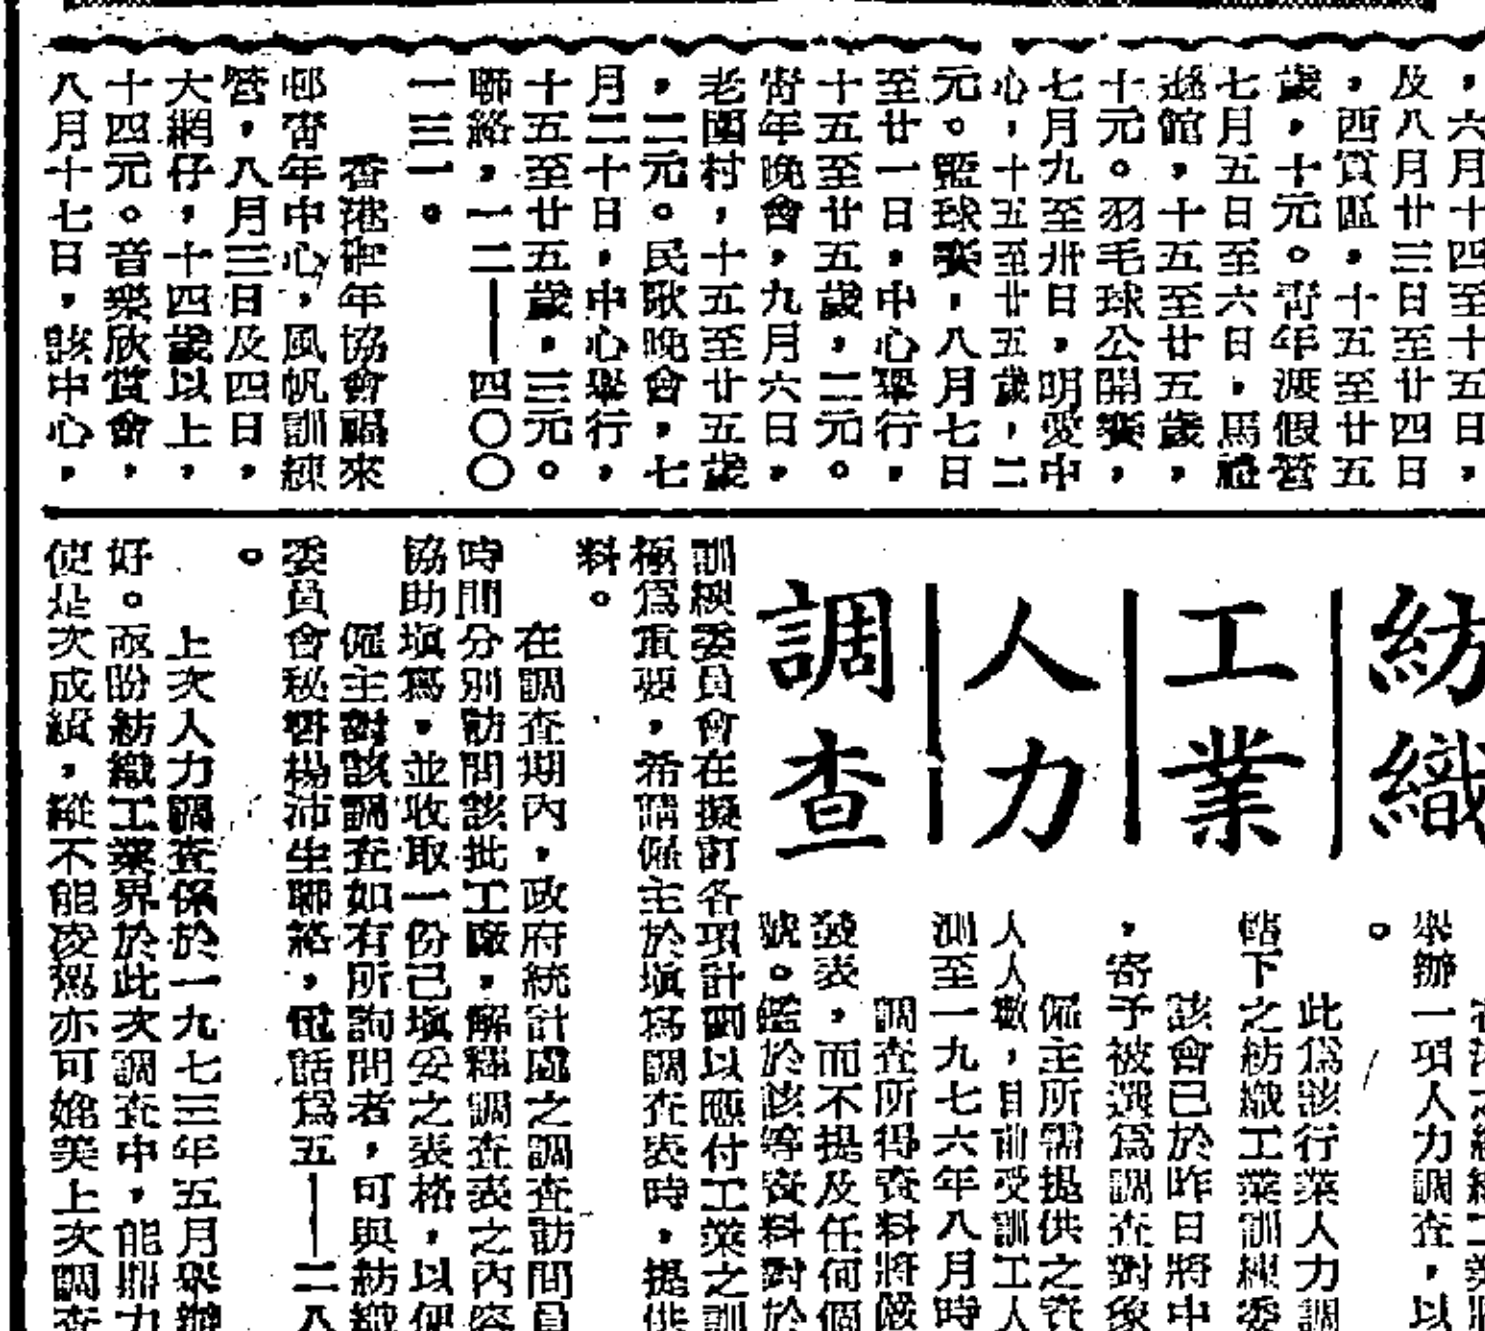 ，六月十四至十五日，
及八月廿三日至廿四日
，西貢區，十五至廿五
歲，十元。青年渡假營
七月五日至六日，馬禮
遜館，十五至廿五歲，
十元。羽毛球公開賽，
七月九至卅日，明愛中
心，十五至廿五歲，二
元。籃球賽，八月七日
至廿一日，中心舉行，
十五至廿五歲，二元。
青年晚會，九月六日，
老圍村，十五至廿五歲
，二元。民歌晚會，七
月二十日，中心舉行，
十五至廿五歲，三元。
聯絡，一二——四〇〇
一三一。
香港青年協會福來
邨青年中心，風帆訓練
營，八月三日及四日，
大網仔，十四歲以上，
十四元。音樂欣賞會，
八月十七日，該中心，
紡織
工業
人力
調查
舉辦一項人力調查，以
。
此為該行業人力調
轄下之紡織工業訓練委
該會已於昨日將中
，寄予被選為調查對象
僱主所需提供之資
人人數，目前受訓工人
測至一九七六年八月時
調查所得資料將嚴
發表，而不提及任何個
號。鑑於該等資料對於
訓練委員會在擬訂各項計劃以應付工業之訓
極為重要，希請僱主於填寫調查表時，提供
料。
在調查期內，政府統計處之調查訪問員
時間分別訪問該批工廠，解釋調查表之內容
協助填寫，並收取一份已填妥之表格，以便
僱主對該調查如有所詢問者，可與紡織
委員會秘書楊沛生聯絡，電話為五——二八
。
上次人力調查係於一九七三年五月舉辦
好。亟盼紡織工業界於此次調查中，能鼎力
使是次成績，縱不能凌駕亦可媲美上次調查